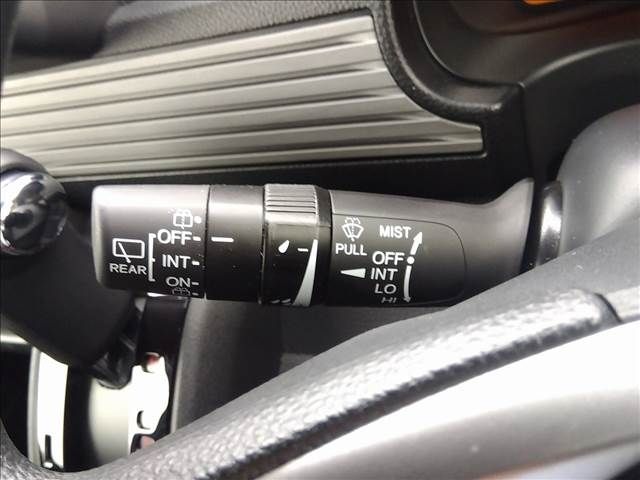 OFF
INT
REAR
ON
MIST
PULL
OFF
INT
LO
HI